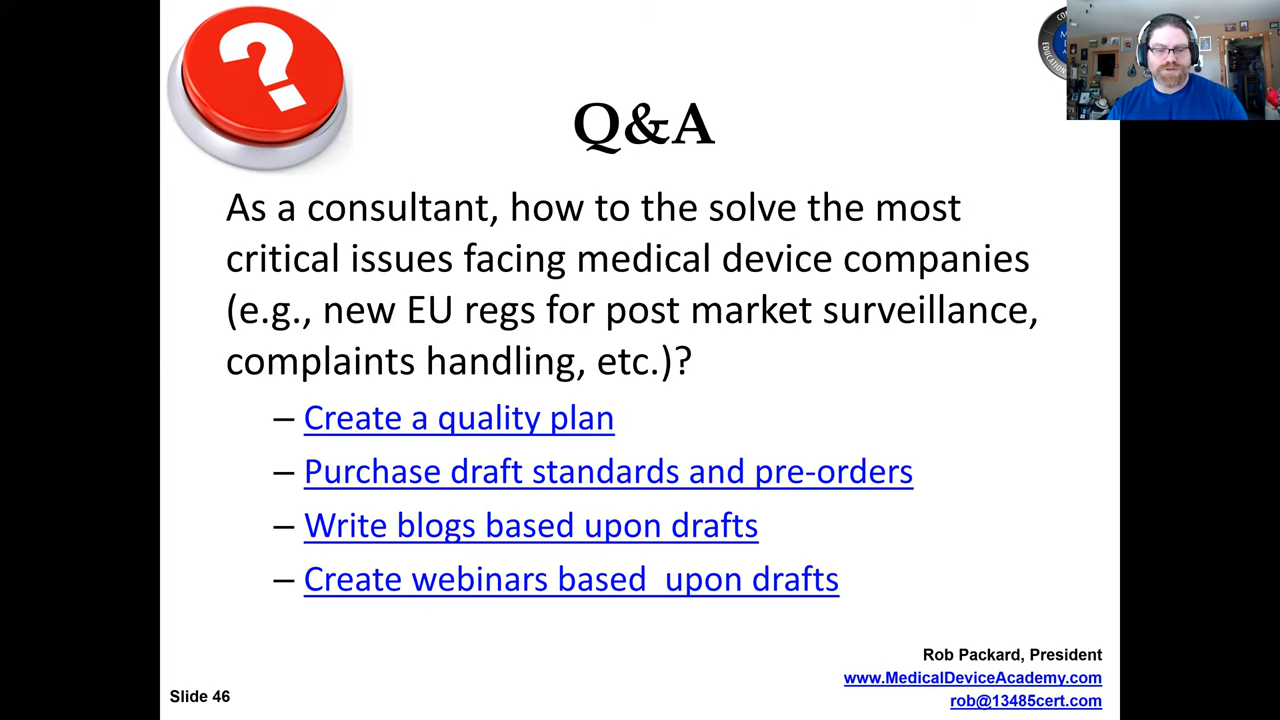 Q&A
As a consultant, how to the solve the most
critical issues facing medical device companies
(e.g., new EU regs for post market surveillance,
complaints handling, etc.)?
– Create a quality plan
– Purchase draft standards and pre-orders
– Write blogs based upon drafts
– Create webinars based  upon drafts
Rob Packard, President
www.MedicalDeviceAcademy.com
rob@13485cert.com
Slide 46